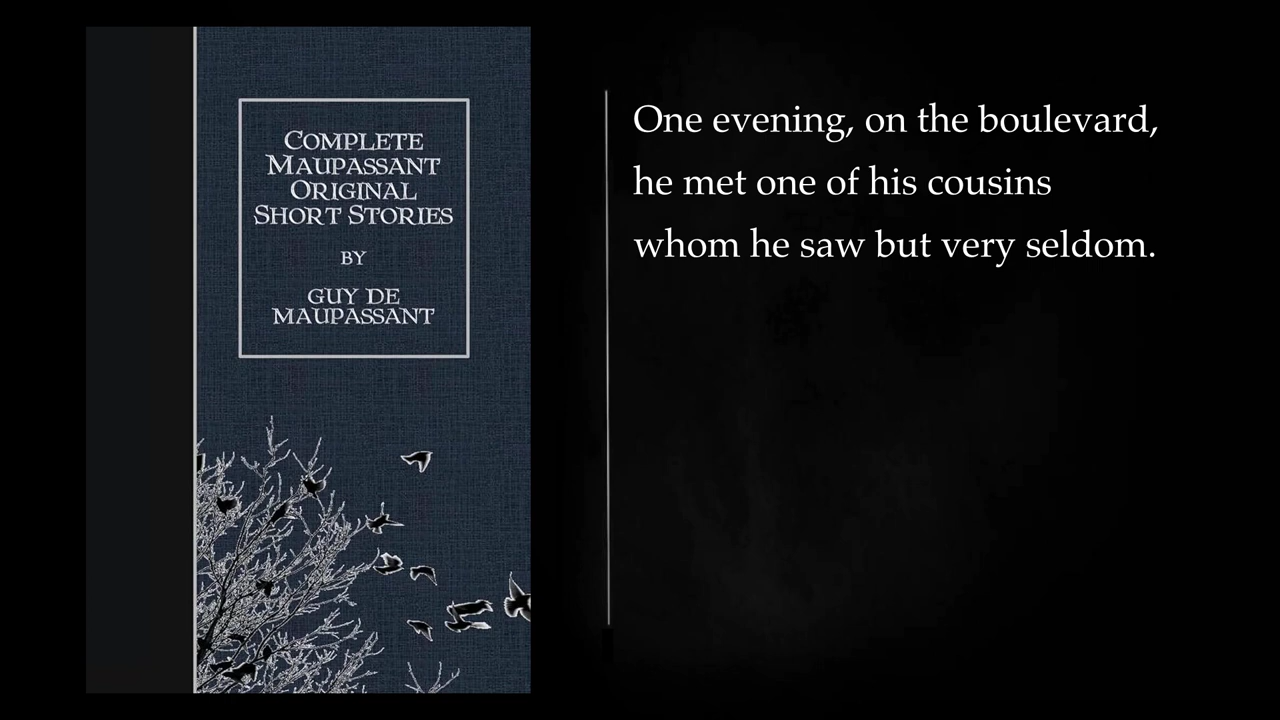 COMPLETE
MAUPASSANT
ORIGINAL
SHORT STORIES
BY
GUY DE
MAUPASSANT
One evening, on the boulevard,
he met one of his cousins
whom he saw but very seldom.